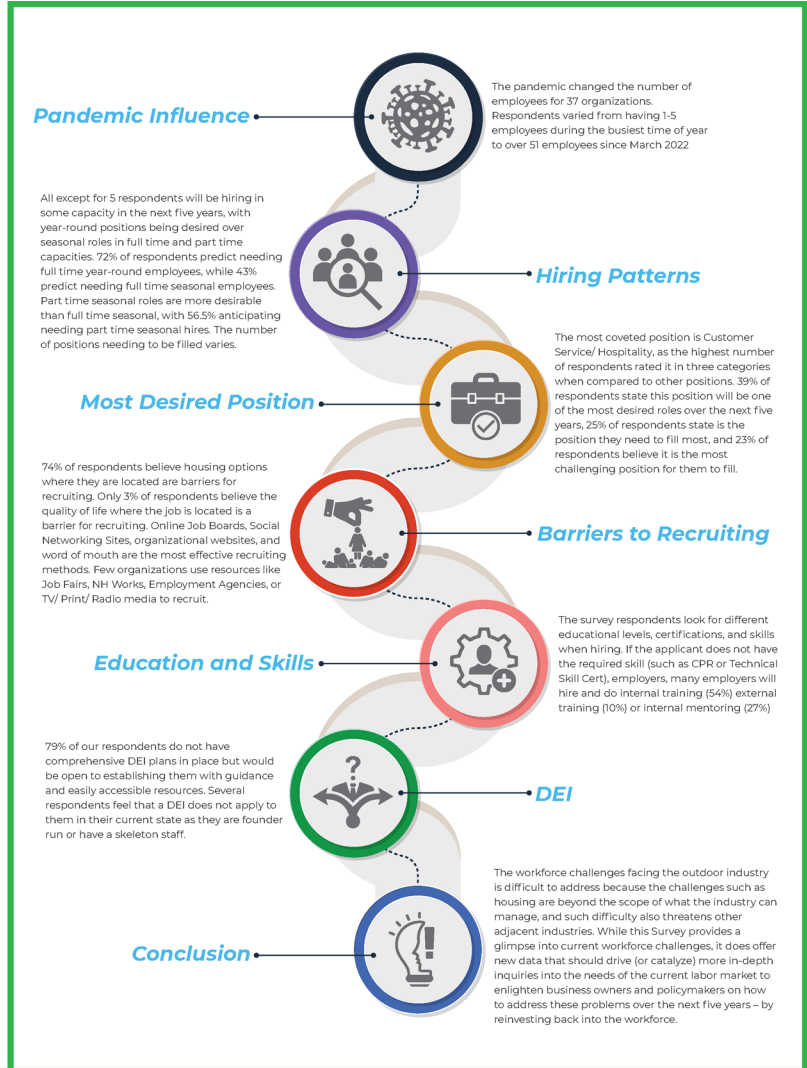 Pandemic Influence
The pandemic changed the number of
employees for 37 organizations.
Respondents varied from having 1-5
employees during the busiest time of year
to over 51 employees since March 2022
All except for 5 respondents will be hiring in
some capacity in the next five years, with
year-round positions being desired over
seasonal roles in full time and part time
capacities. 72% of respondents predict needing
full time year-round employees, while 43%
predict needing full time seasonal employees.
Part time seasonal roles are more desirable
than full time seasonal, with 56.5% anticipating
needing part time seasonal hires. The number
of positions needing to be filled varies.
Hiring Patterns
Most Desired Position
The most coveted position is Customer
Service/ Hospitality, as the highest number
of respondents rated it in three categories
when compared to other positions. 39% of
respondents state this position will be one
of the most desired roles over the next five
years, 25% of respondents state is the
position they need to fill most, and 23% of
respondents believe it is the most
challenging position for them to fill.
74% of respondents believe housing options
where they are located are barriers for
recruiting. Only 3% of respondents believe the
quality of life where the job is located is a
barrier for recruiting. Online Job Boards, Social
Networking Sites, organizational websites, and
word of mouth are the most effective recruiting
methods. Few organizations use resources like
Job Fairs, NH Works, Employment Agencies, or
TV/ Print/ Radio media to recruit.
Barriers to Recruiting
Education and Skills
The survey respondents look for different
educational levels, certifications, and skills
when hiring. If the applicant does not have
the required skill (such as CPR or Technical
Skill Cert), employers, many employers will
hire and do internal training (54%) external
training (10%) or internal mentoring (27%)
79% of our respondents do not have
comprehensive DEI plans in place but would
be open to establishing them with guidance
and easily accessible resources. Several
respondents feel that a DEI does not apply to
them in their current state as they are founder
run or have a skeleton staff.
?
DEI
Conclusion
The workforce challenges facing the outdoor industry
is difficult to address because the challenges such as
housing are beyond the scope of what the industry can
manage, and such difficulty also threatens other
adjacent industries. While this Survey provides a
glimpse into current workforce challenges, it does offer
new data that should drive (or catalyze) more in-depth
inquiries into the needs of the current labor market to
enlighten business owners and policymakers on how
to address these problems over the next five years – by
reinvesting back into the workforce.